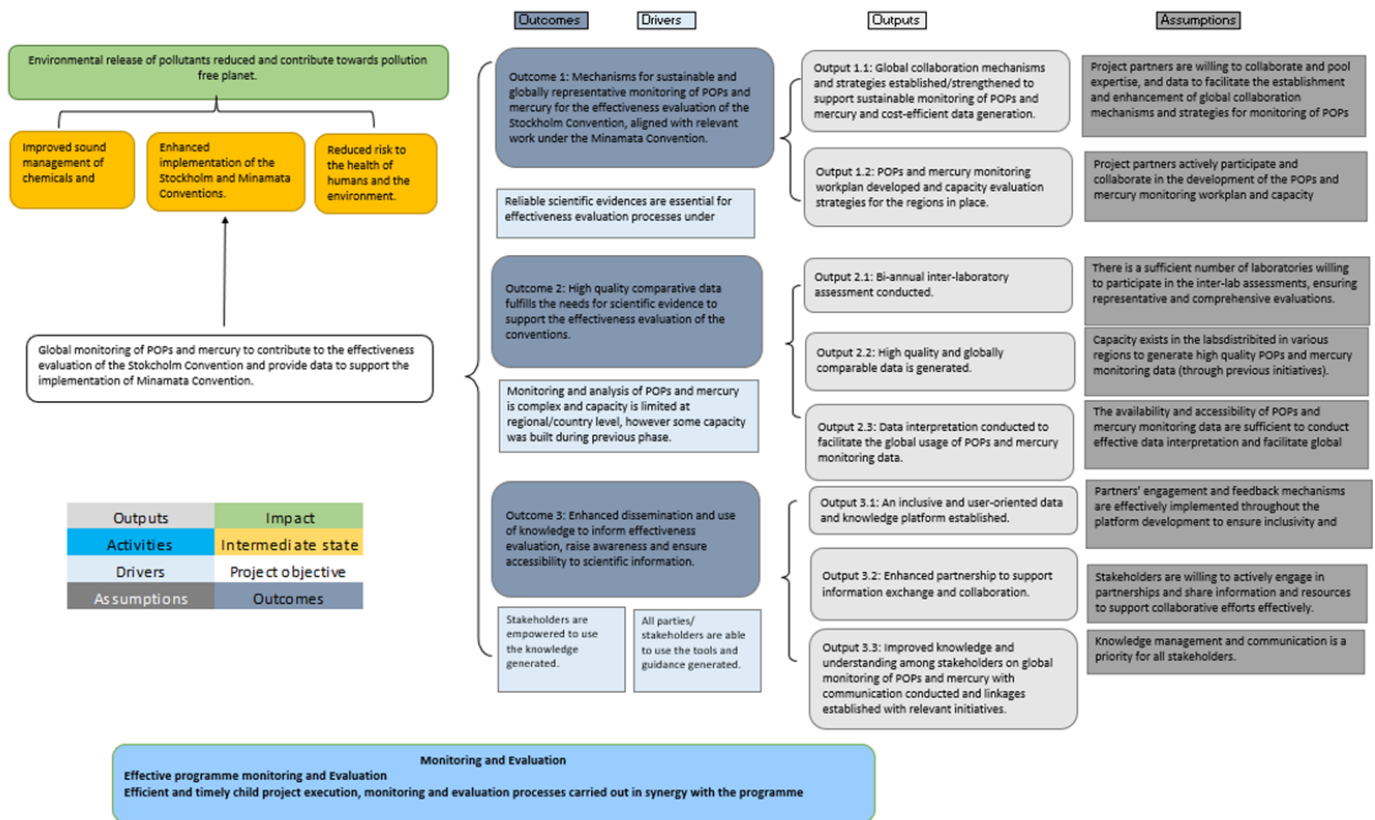 Outcomes
Drivers
Outputs
Assumptions
Environmental release of pollutants reduced and contribute towards pollution
free planet.
Improved sound
management of
chemicals and
Enhanced
implementation of the
Stockholm and Minamata
Conventions.
Reduced risk to
the health of
humans and the
environment.
Global monitoring of POPs and mercury to contribute to the effectiveness
evaluation of the Stokcholm Convention and provide data to support the
implementation of Minamata Convention.
Outputs
Impact
Activities
Intermediate state
Drivers
Project objective
Assumptions
Outcomes
Outcome 1: Mechanisms for sustainable and
globally representative monitoring of POPs and
mercury for the effectiveness evaluation of the
Stockholm Convention, aligned with relevant
work under the Minamata Convention.
Reliable scientific evidences are essential for
effectiveness evaluation processes under
Outcome 2: High quality comparative data
fulfills the needs for scientific evidence to
support the effectiveness evaluation of the
conventions.
Monitoring and analysis of POPs and mercury
is complex and capacity is limited at
regional/country level, however some capacity
was built during previous phase.
Outcome 3: Enhanced dissemination and use
of knowledge to inform effectiveness
evaluation, raise awareness and ensure
accessibility to scientific information.
Stakeholders are
empowered to use
the knowledge
generated.
All parties/
stakeholders are able
to use the tools and
guidance generated.
Output 1.1: Global collaboration mechanisms
and strategies established/strengthened to
support sustainable monitoring of POPs and
mercury and cost-efficient data generation.
Output 1.2: POPs and mercury monitoring
workplan developed and capacity evaluation
strategies for the regions in place.
Output 2.1: Bi-annual inter-laboratory
assessment conducted.
Output 2.2: High quality and globally
comparable data is generated.
Output 2.3: Data interpretation conducted to
facilitate the global usage of POPs and mercury
monitoring data.
Output 3.1: An inclusive and user-oriented data
and knowledge platform established.
Output 3.2: Enhanced partnership to support
information exchange and collaboration.
Output 3.3: Improved knowledge and
understanding among stakeholders on global
monitoring of POPs and mercury with
communication conducted and linkages
established with relevant initiatives.
Project partners are willing to collaborate and pool
expertise, and data to facilitate the establishment
and enhancement of global collaboration
mechanisms and strategies for monitoring of POPs
Project partners actively participate and
collaborate in the development of the POPs and
mercury monitoring workplan and capacity
There is a sufficient number of laboratories willing
to participate in the inter-lab assessments, ensuring
representative and comprehensive evaluations.
Capacity exists in the labsdistribited in various
regions to generate high quality POPs and mercury
monitoring data (through previous initiatives).
The availability and accessibility of POPs and
mercury monitoring data are sufficient to conduct
effective data interpretation and facilitate global
Partners' engagement and feedback mechanisms
are effectively implemented throughout the
platform development to ensure inclusivity and
Stakeholders are willing to actively engage in
partnerships and share information and resources
to support collaborative efforts effectively.
Knowledge management and communication is a
priority for all stakeholders.
Monitoring and Evaluation
Effective programme monitoring and Evaluation
Efficient and timely child project execution, monitoring and evaluation processes carried out in synergy with the programme